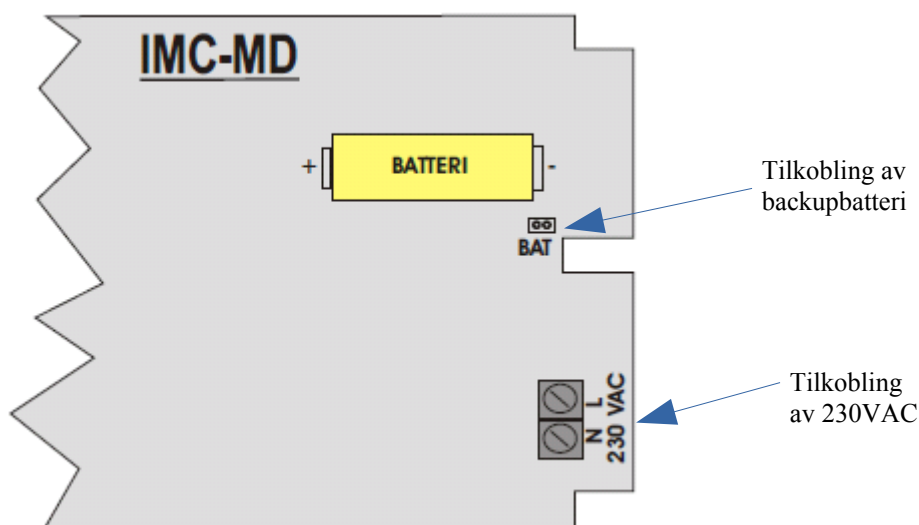 IMC-MD
+ BATTERI -
Tilkobling av
backupbatteri
BAT
Tilkobling
av 230VAC
L
N
230 VAC